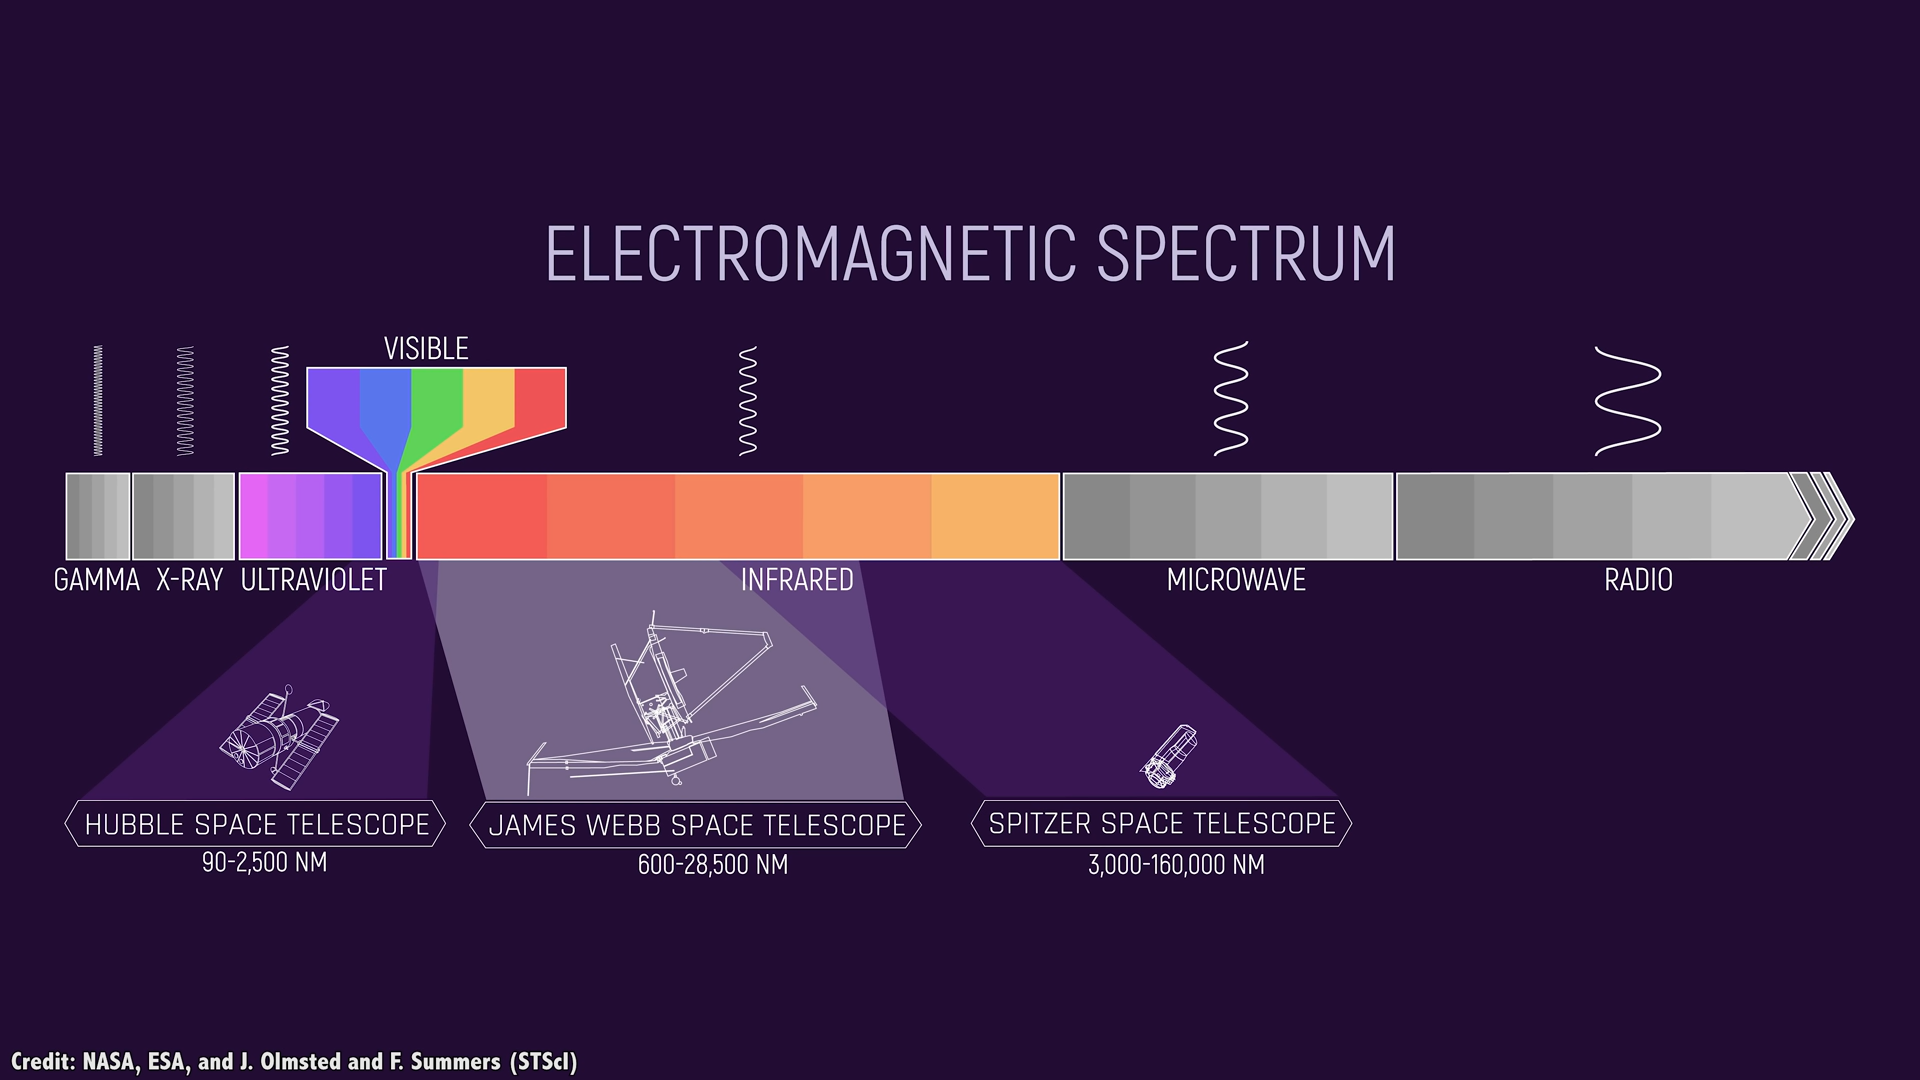 ELECTROMAGNETIC SPECTRUM
VISIBLE
GAMMA X-RAY ULTRAVIOLET INFRARED MICROWAVE RADIO
HUBBLE SPACE TELESCOPE
90-2,500 NM
JAMES WEBB SPACE TELESCOPE
600-28,500 NM
SPITZER SPACE TELESCOPE
3,000-160,000 NM
Credit: NASA, ESA, and J. Olmsted and F. Summers (STScI)